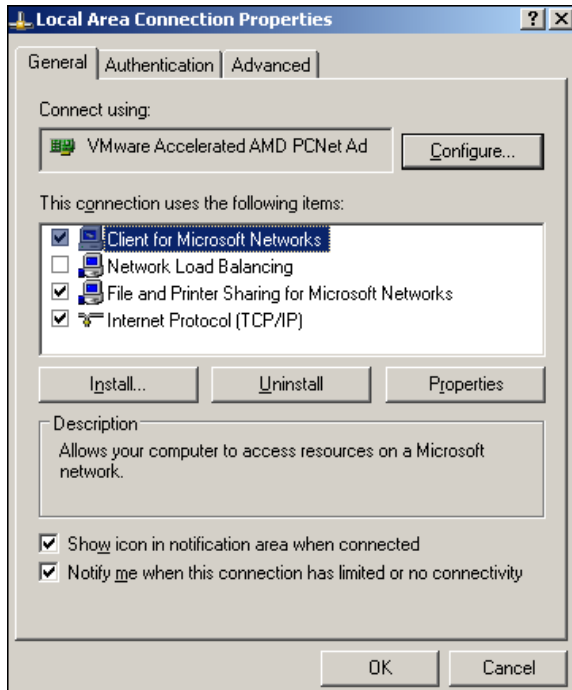 Local Area Connection Properties
General
Authentication
Advanced
Connect using:
VMware Accelerated AMD PCNet Ad
Configure...
This connection uses the following items:
Client for Microsoft Networks
Network Load Balancing
File and Printer Sharing for Microsoft Networks
Internet Protocol (TCP/IP)
Install...
Uninstall
Properties
Description
Allows your computer to access resources on a Microsoft
network.
Show icon in notification area when connected
Notify me when this connection has limited or no connectivity
OK
Cancel